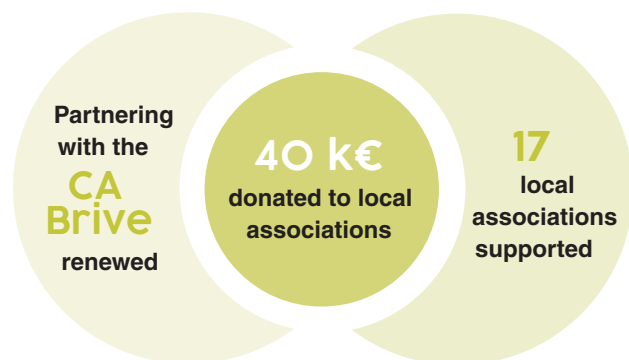 Partnering
with the
CA
Brive
renewed
40 k€
donated to local
associations
17
local
associations
supported